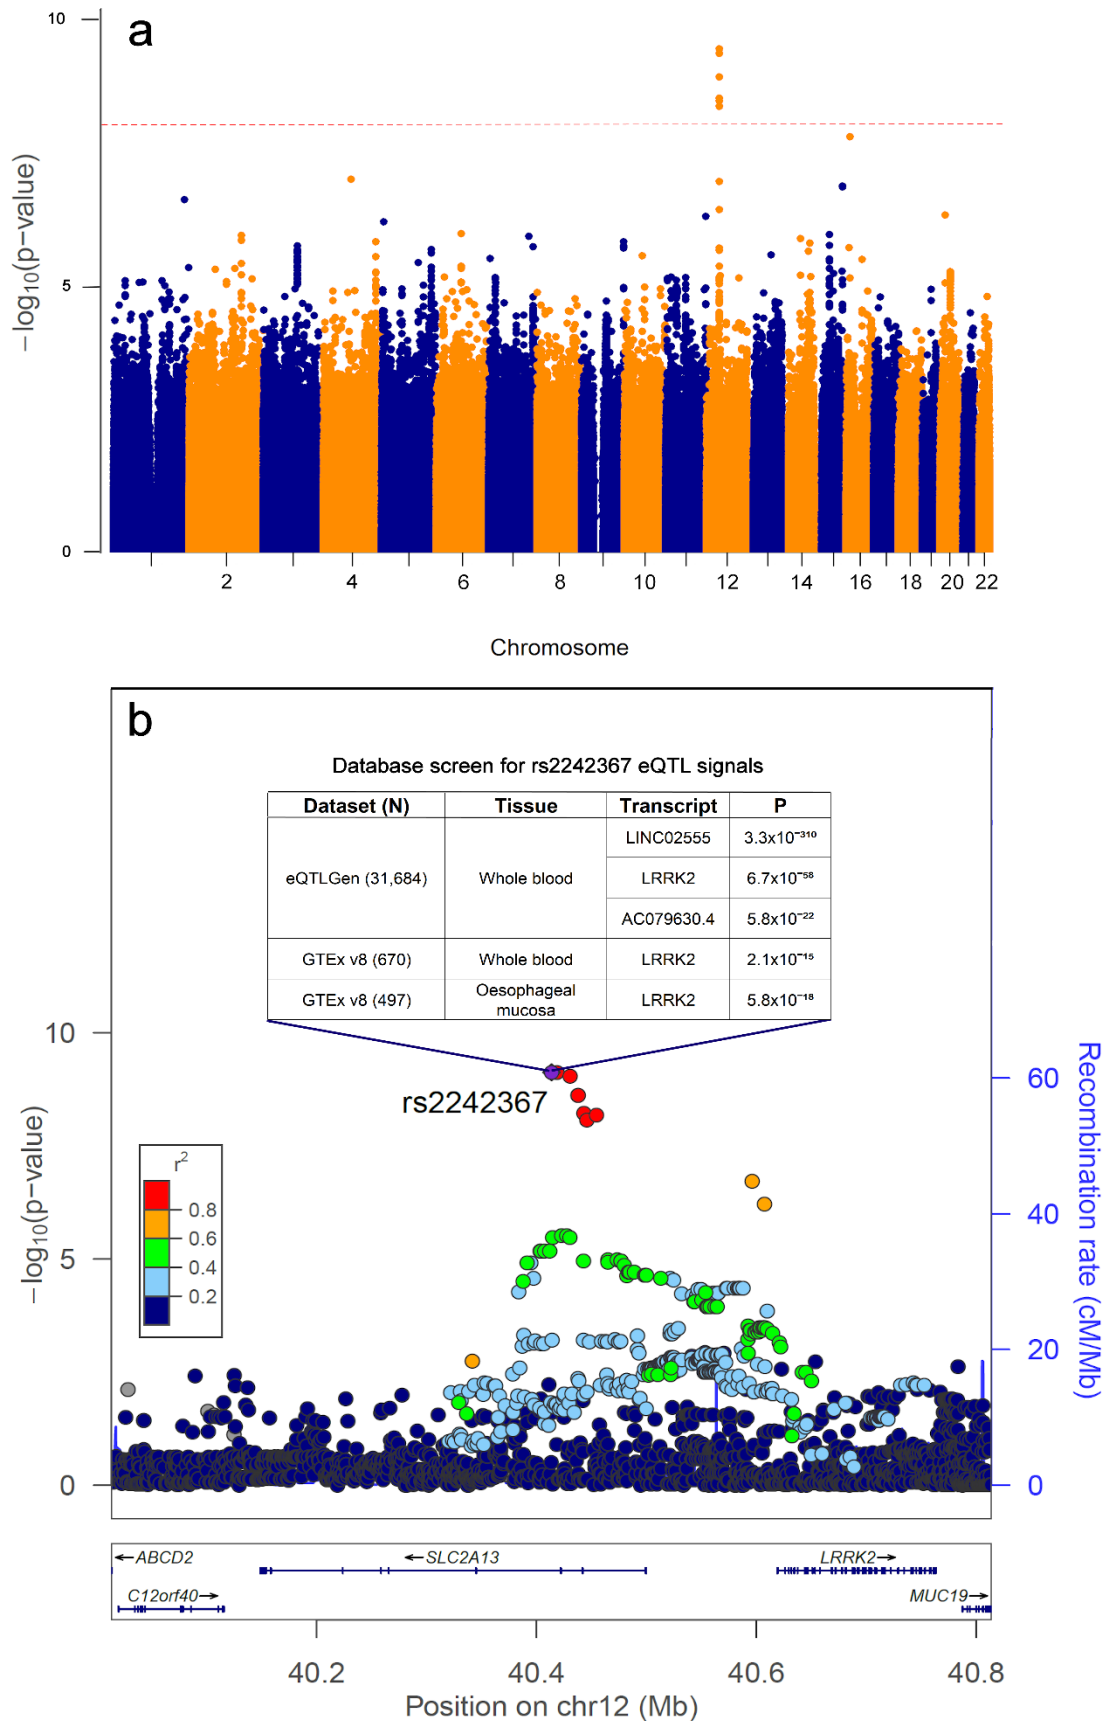 a
10
5
0
−log10(p−value)
2 4 6 8 10 12 14 16 18 20 22
Chromosome
b
Database screen for rs2242367 eQTL signals
Dataset (N) Tissue Transcript P
eQTLGen (31,684) Whole blood LINC02555 3.3x10⁻³¹⁰
LRRK2 6.7x10⁻⁵⁸
AC079630.4 5.8x10⁻²²
GTEx v8 (670) Whole blood LRRK2 2.1x10⁻¹⁵
GTEx v8 (497) Oesophageal mucosa LRRK2 5.8x10⁻¹⁸
rs2242367
r²
0.8
0.6
0.4
0.2
10
5
0
−log10(p−value)
60
40
20
0
Recombination rate (cM/Mb)
←ABCD2 ←SLC2A13 LRRK2→
C12orf40→ MUC19→
40.2 40.4 40.6 40.8
Position on chr12 (Mb)